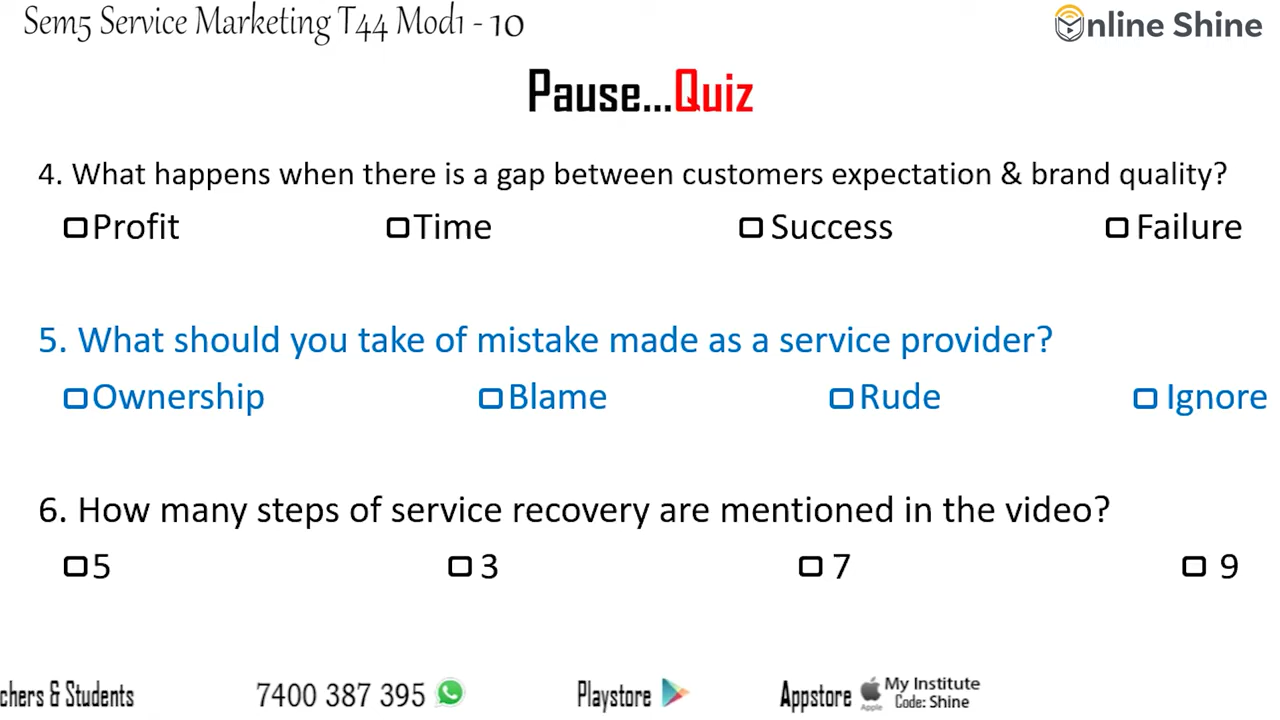 Sem5 Service Marketing T44 Mod1 - 10
Online Shine
Pause...Quiz
4. What happens when there is a gap between customers expectation & brand quality?
Profit Time Success Failure
5. What should you take of mistake made as a service provider?
Ownership Blame Rude Ignore
6. How many steps of service recovery are mentioned in the video?
5 3 7 9
chers & Students 7400 387 395 Playstore Appstore Apple My Institute
Code: Shine